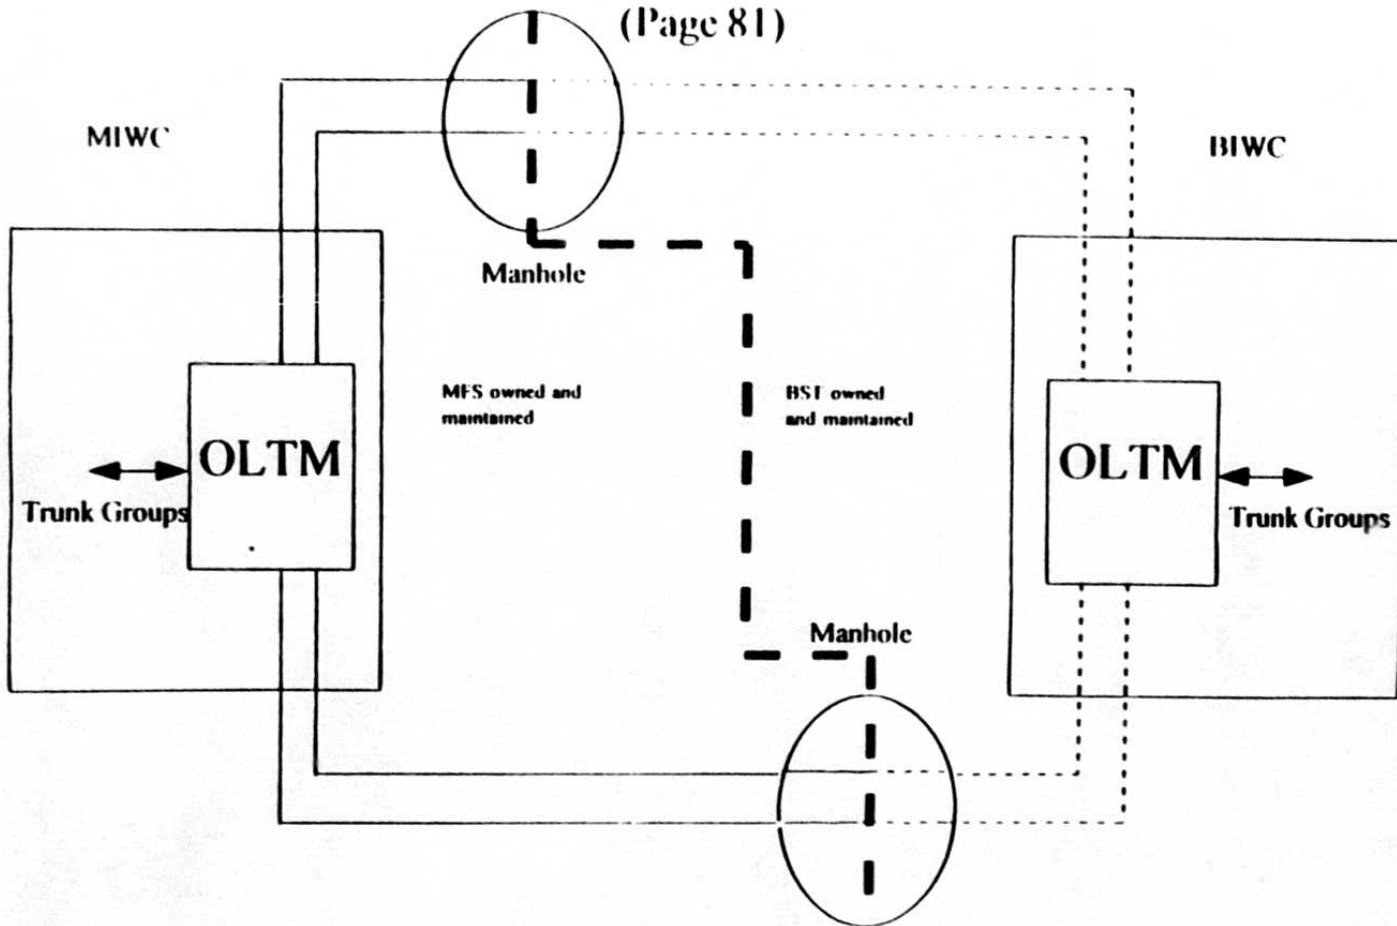 (Page 81)
MIWC
BIWC
Manhole
MFS owned and
maintained
BST owned
and maintained
OLTM
Trunk Groups
OLTM
Trunk Groups
Manhole